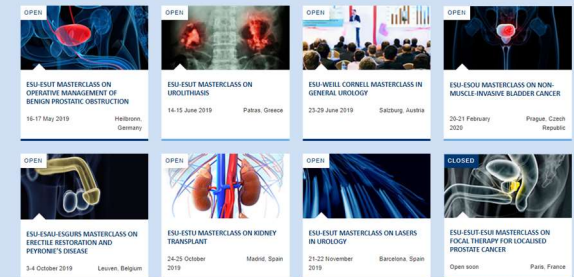 OPEN
ESU-ESUT MASTERCLASS ON
OPERATIVE MANAGEMENT OF
BENIGN PROSTATIC OBSTRUCTION
16-17 May 2019 Heilbronn,
Germany
OPEN
ESU-ESUT MASTERCLASS ON
UROLITHIASIS
14-15 June 2019 Patras, Greece
OPEN
ESU-WEILL CORNELL MASTERCLASS IN
GENERAL UROLOGY
23-29 June 2019 Salzburg, Austria
OPEN
ESU-ESOU MASTERCLASS ON NON-
MUSCLE-INVASIVE BLADDER CANCER
20-21 February Prague, Czech
2020 Republic
OPEN
ESU-ESAU-ESGURS MASTERCLASS ON
ERECTILE RESTORATION AND
PEYRONIE'S DISEASE
3-4 October 2019 Leuven, Belgium
OPEN
ESU-ESTU MASTERCLASS ON KIDNEY
TRANSPLANT
24-25 October Madrid, Spain
2019
OPEN
ESU-ESUT MASTERCLASS ON LASERS
IN UROLOGY
21-22 November Barcelona, Spain
2019
CLOSED
ESU-ESUT-ESUI MASTERCLASS ON
FOCAL THERAPY FOR LOCALISED
PROSTATE CANCER
Open soon Paris, France